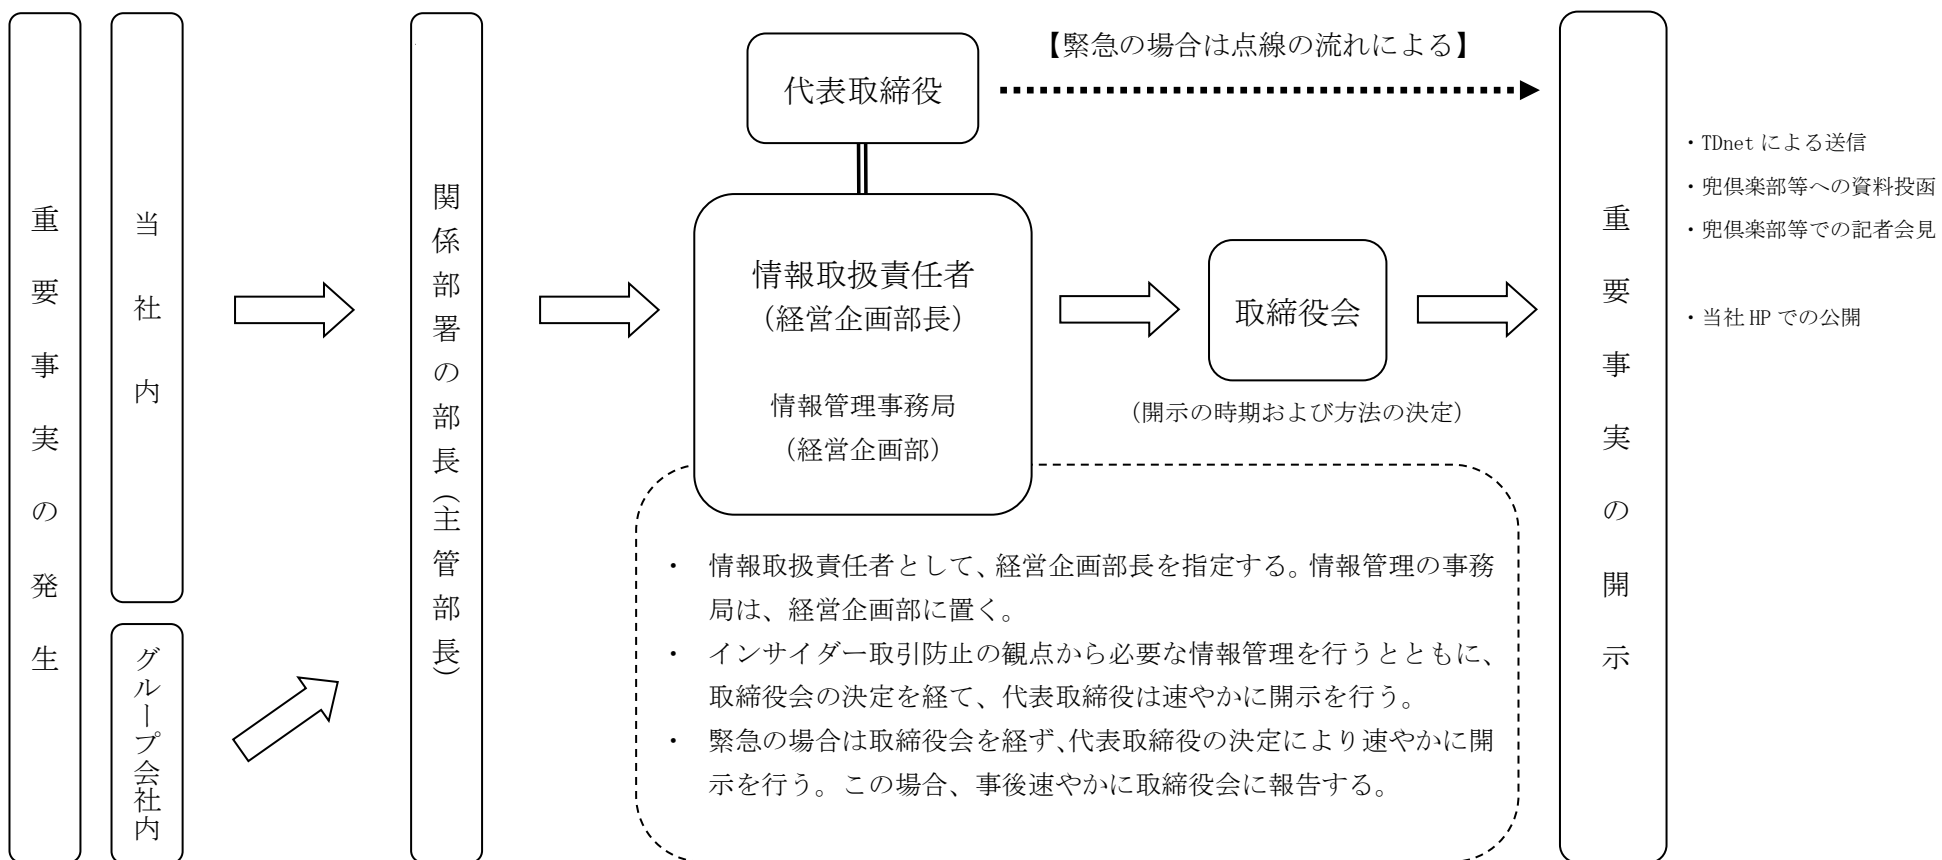 重要事実の発生
当社内
グループ会社内
関係部署の部長（主管部長）
代表取締役
【緊急の場合は点線の流れによる】
情報取扱責任者
（経営企画部長）
情報管理事務局
（経営企画部）
取締役会
（開示の時期および方法の決定）
・ 情報取扱責任者として、経営企画部長を指定する。情報管理の事務
局は、経営企画部に置く。
・ インサイダー取引防止の観点から必要な情報管理を行うとともに、
取締役会の決定を経て、代表取締役は速やかに開示を行う。
・ 緊急の場合は取締役会を経ず、代表取締役の決定により速やかに開
示を行う。この場合、事後速やかに取締役会に報告する。
重要事実の開示
・TDnet による送信
・兜倶楽部等への資料投函
・兜倶楽部等での記者会見
・当社 HP での公開